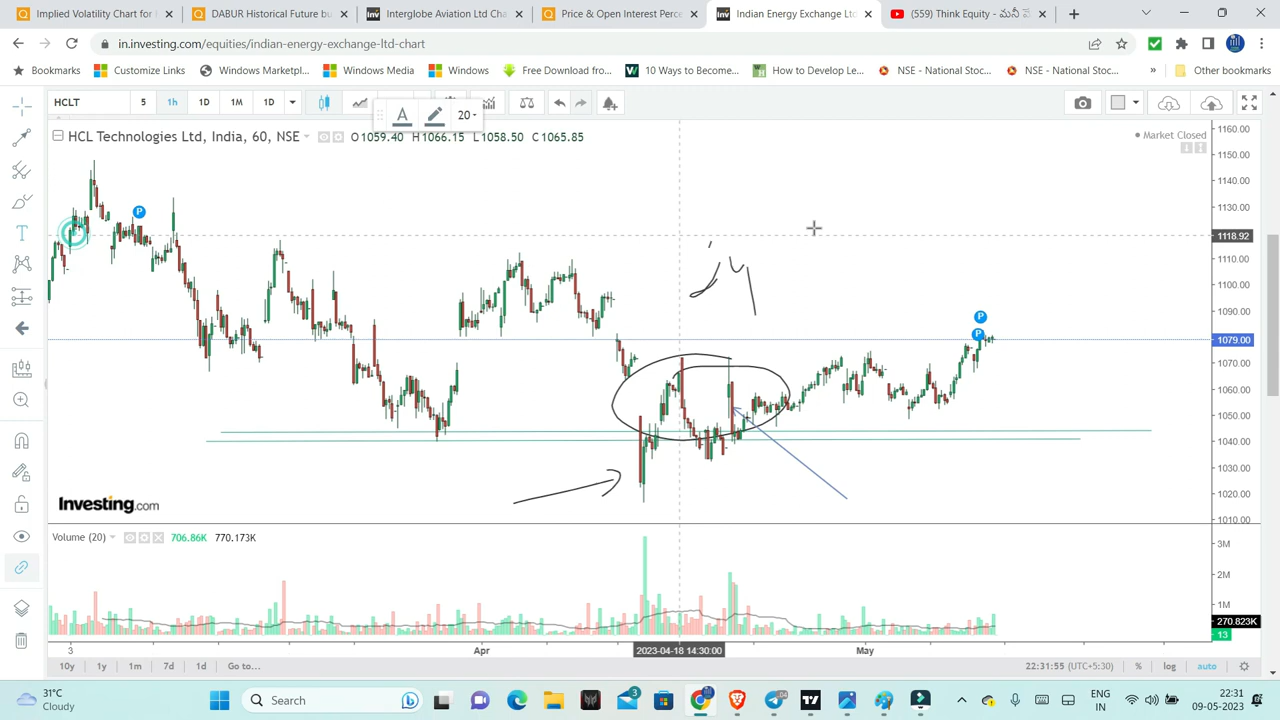 Implied Volatility Chart for I
DABUR Historical Future bu
Interglobe Aviation Ltd Cha
Price & Open Interest Perce
Indian Energy Exchange Ltd
(559) Think Equity - మనీ
in.investing.com/equities/indian-energy-exchange-ltd-chart
Bookmarks
Customize Links
Windows Marketpl...
Windows Media
Windows
Free Download fro...
10 Ways to Become...
How to Develop Le...
NSE - National Stoc...
NSE - National Stoc...
»
Other bookmarks
HCLT 5 1h 1D 1M 1D
A 20
HCL Technologies Ltd, India, 60, NSE
O1059.40 H1066.15 L1058.50 C1065.85
Market Closed
1160.00
1150.00
1140.00
1130.00
1118.92
1110.00
1100.00
1090.00
1079.00
1070.00
1060.00
1050.00
1040.00
1030.00
1020.00
1010.00
P
P
P
Investing.com
Volume (20) 706.86K 770.173K
3M
2M
1M
270.823K
13
3 Apr 2023-04-18 14:30:00 May
10y 1y 1m 7d 1d Go to...
22:31:55 (UTC+5:30) % log auto
31°C
Cloudy
Search
3
ENG
IN
22:31
09-05-2023